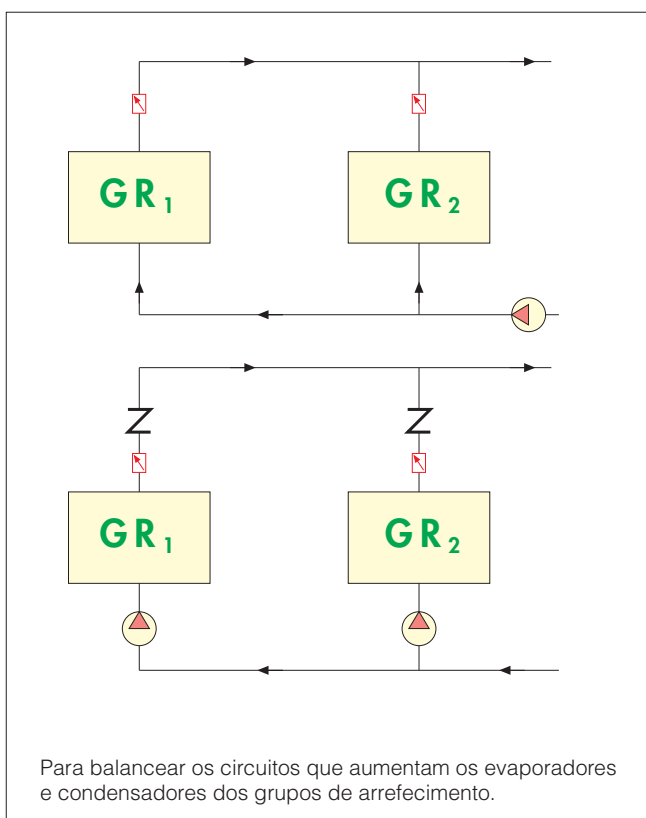 GR1
GR2
GR1
GR2
Para balancear os circuitos que aumentam os evaporadores
e condensadores dos grupos de arrefecimento.